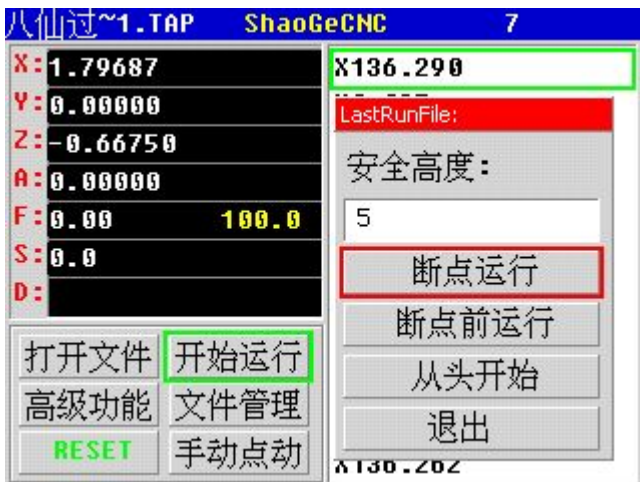 八仙过~1.TAP ShaoGeCNC 7
X:1.79687
Y:0.00000
Z:-0.66750
A:0.00000
F:0.00 100.0
S:0.0
D:
打开文件 开始运行
高级功能 文件管理
RESET 手动点动
X136.290
LastRunFile:
安全高度:
5
断点运行
断点前运行
从头开始
退出
X136.262